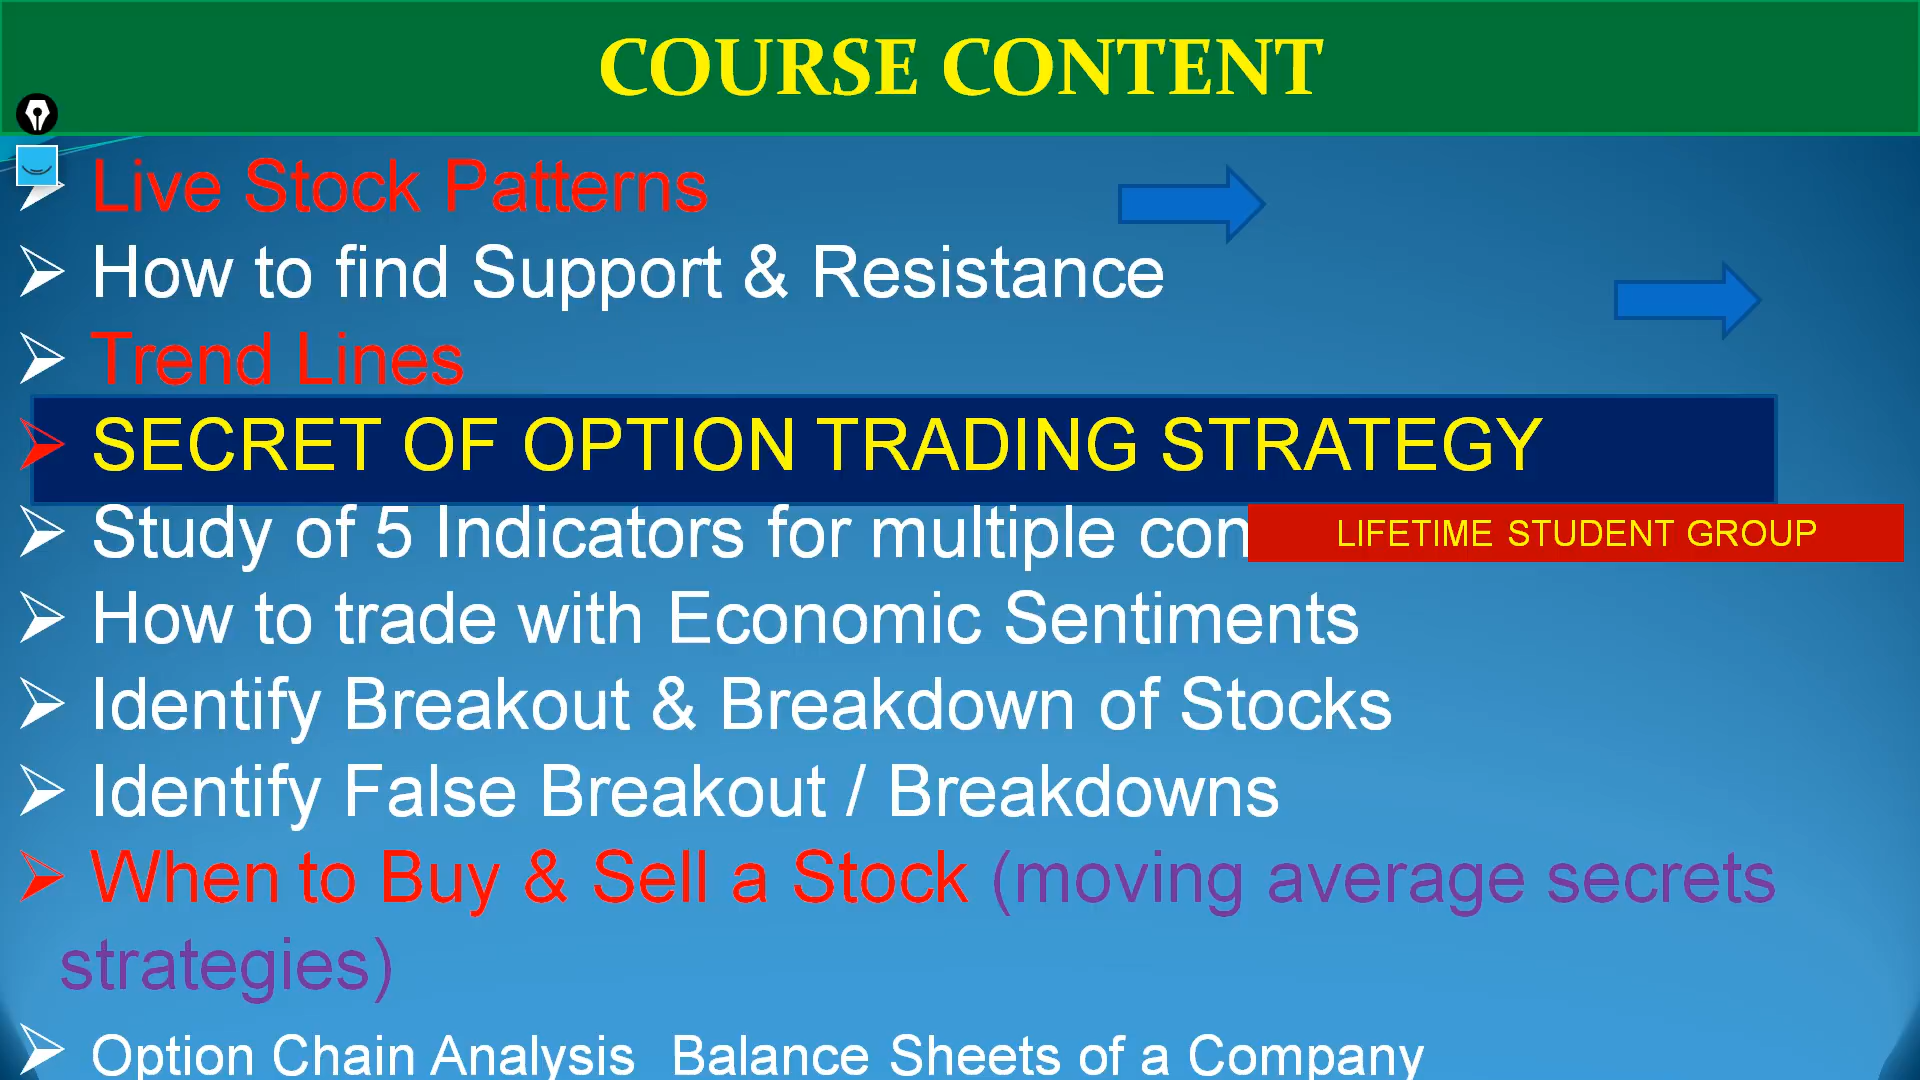 COURSE CONTENT
Live Stock Patterns
How to find Support & Resistance
Trend Lines
SECRET OF OPTION TRADING STRATEGY
Study of 5 Indicators for multiple
LIFETIME STUDENT GROUP
How to trade with Economic Sentiments
Identify Breakout & Breakdown of Stocks
Identify False Breakout / Breakdowns
When to Buy & Sell a Stock (moving average secrets
strategies)
Option Chain Analysis Balance Sheets of a Company